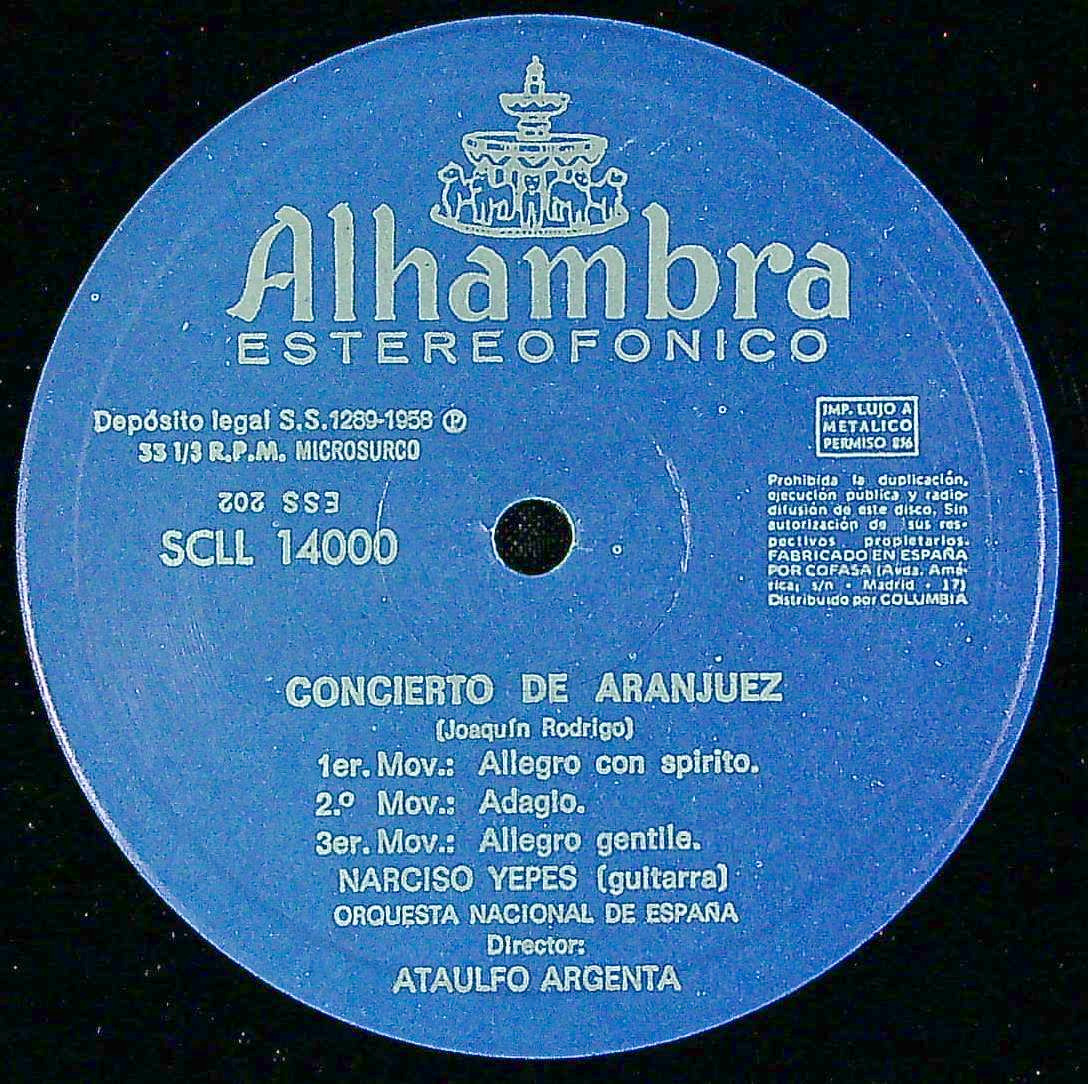 Alhambra
ESTEREOFONICO
Depósito legal S.S.1289-1958 Ⓟ
33 1/3 R.P.M. MICROSURCO
ESS 202
SCLL 14000
IMP. LUJO A
METALICO
PERMISO 856
Prohibida la duplicación,
ejecución pública y radio-
difusión de este disco, Sin
autorización de sus res-
pectivos propietarios.
FABRICADO EN ESPAÑA
POR COFASA (Avda. Amé-
rica, s/n • Madrid • 17)
Distribuido por COLUMBIA
CONCIERTO DE ARANJUEZ
(Joaquín Rodrigo)
1er. Mov.: Allegro con spirito.
2.º Mov.: Adagio.
3er. Mov.: Allegro gentile.
NARCISO YEPES (guitarra)
ORQUESTA NACIONAL DE ESPAÑA
Director:
ATAULFO ARGENTA